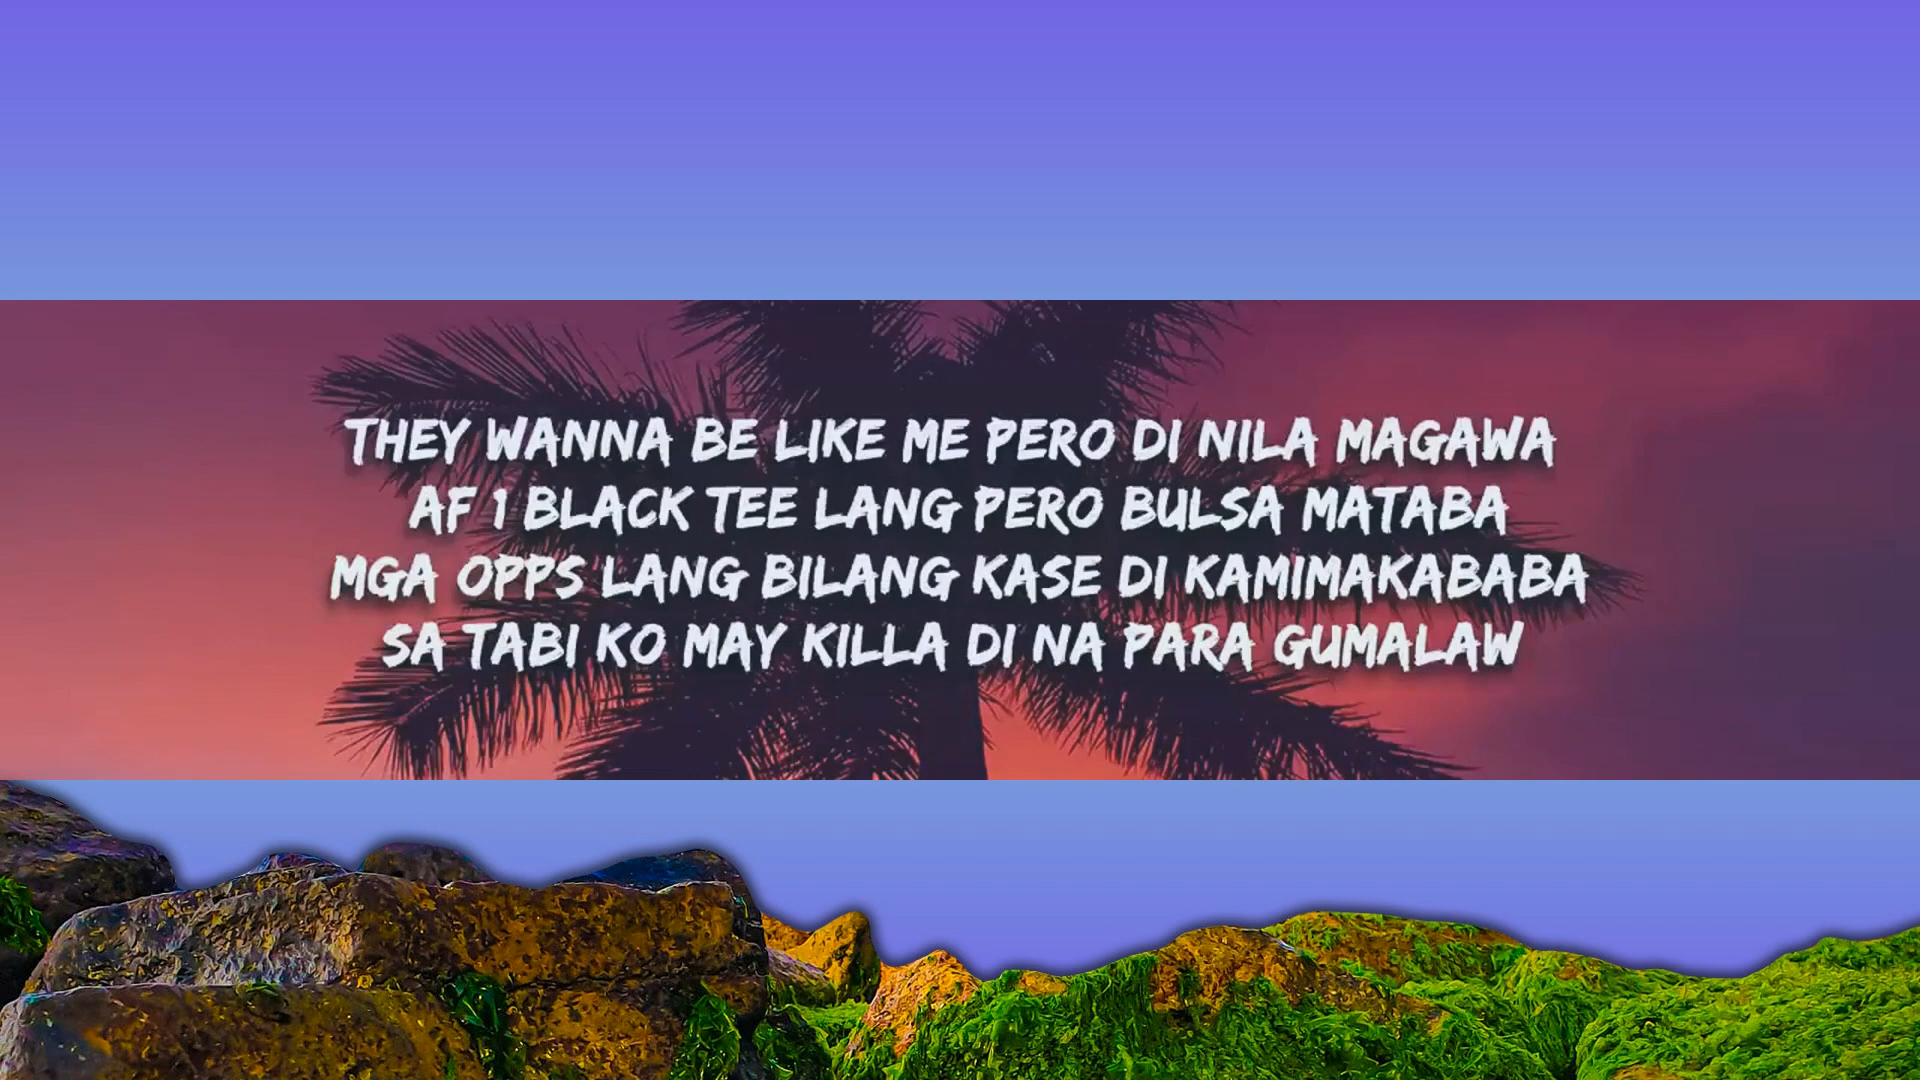 THEY WANNA BE LIKE ME PERO DI NILA MAGAWA
AF 1 BLACK TEE LANG PERO BULSA MATABA
MGA OPPS LANG BILANG KASE DI KAMIMAKABABA
SA TABI KO MAY KILLA DI NA PARA GUMALAW